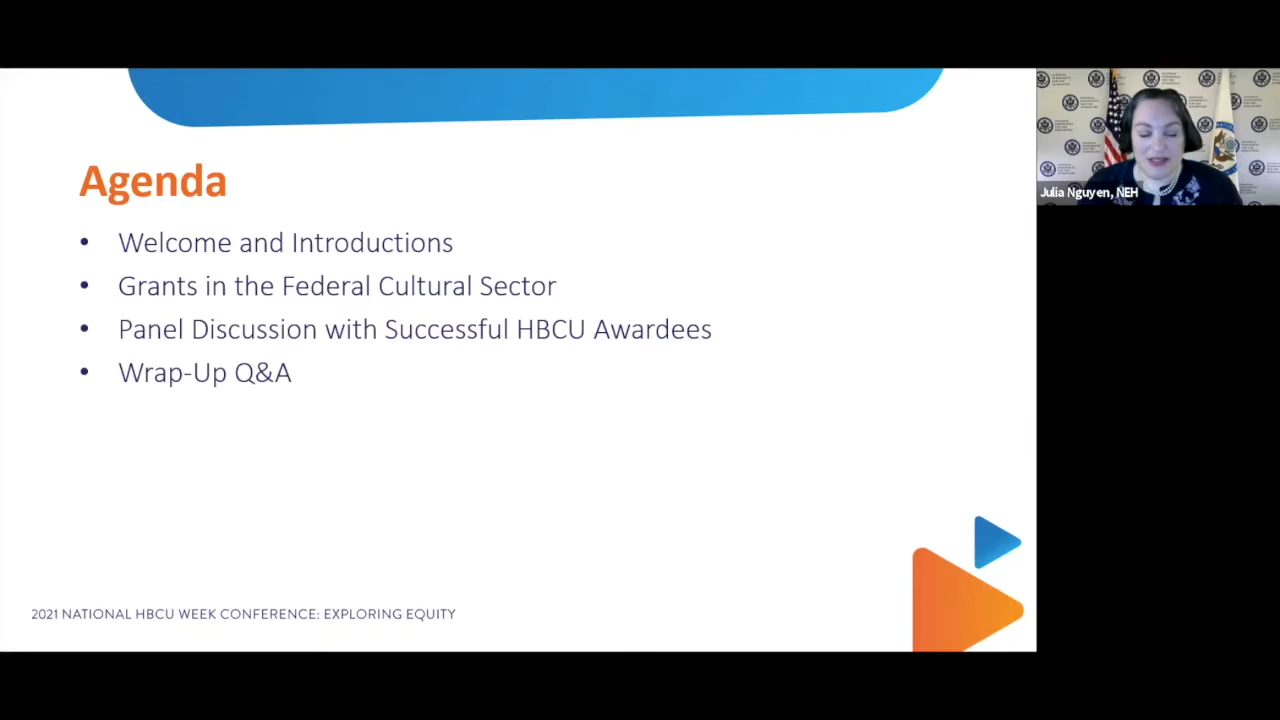 Agenda
• Welcome and Introductions
• Grants in the Federal Cultural Sector
• Panel Discussion with Successful HBCU Awardees
• Wrap-Up Q&A
2021 NATIONAL HBCU WEEK CONFERENCE: EXPLORING EQUITY
Julia Nguyen, NEH